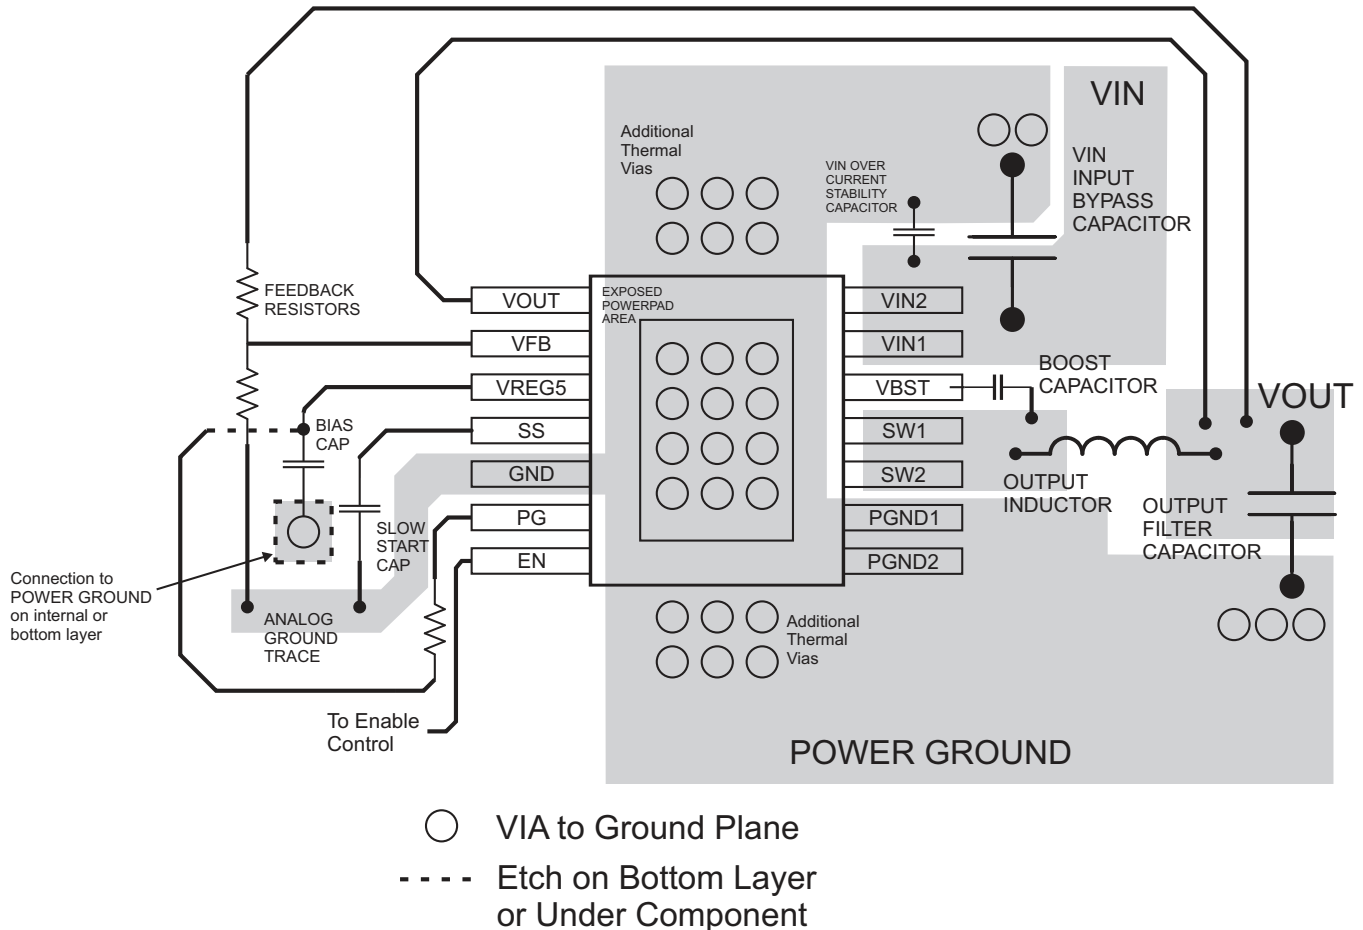 VIN
Additional
Thermal
Vias
VIN OVER
CURRENT
STABILITY
CAPACITOR
VIN
INPUT
BYPASS
CAPACITOR
FEEDBACK
RESISTORS
EXPOSED
POWERPAD
AREA
VOUT
VFB
VREG5
SS
GND
PG
EN
VIN2
VIN1
VBST
SW1
SW2
PGND1
PGND2
BOOST
CAPACITOR
VOUT
BIAS
CAP
SLOW
START
CAP
OUTPUT
INDUCTOR
OUTPUT
FILTER
CAPACITOR
Connection to
POWER GROUND
on internal or
bottom layer
ANALOG
GROUND
TRACE
Additional
Thermal
Vias
To Enable
Control
POWER GROUND
VIA to Ground Plane
Etch on Bottom Layer
or Under Component